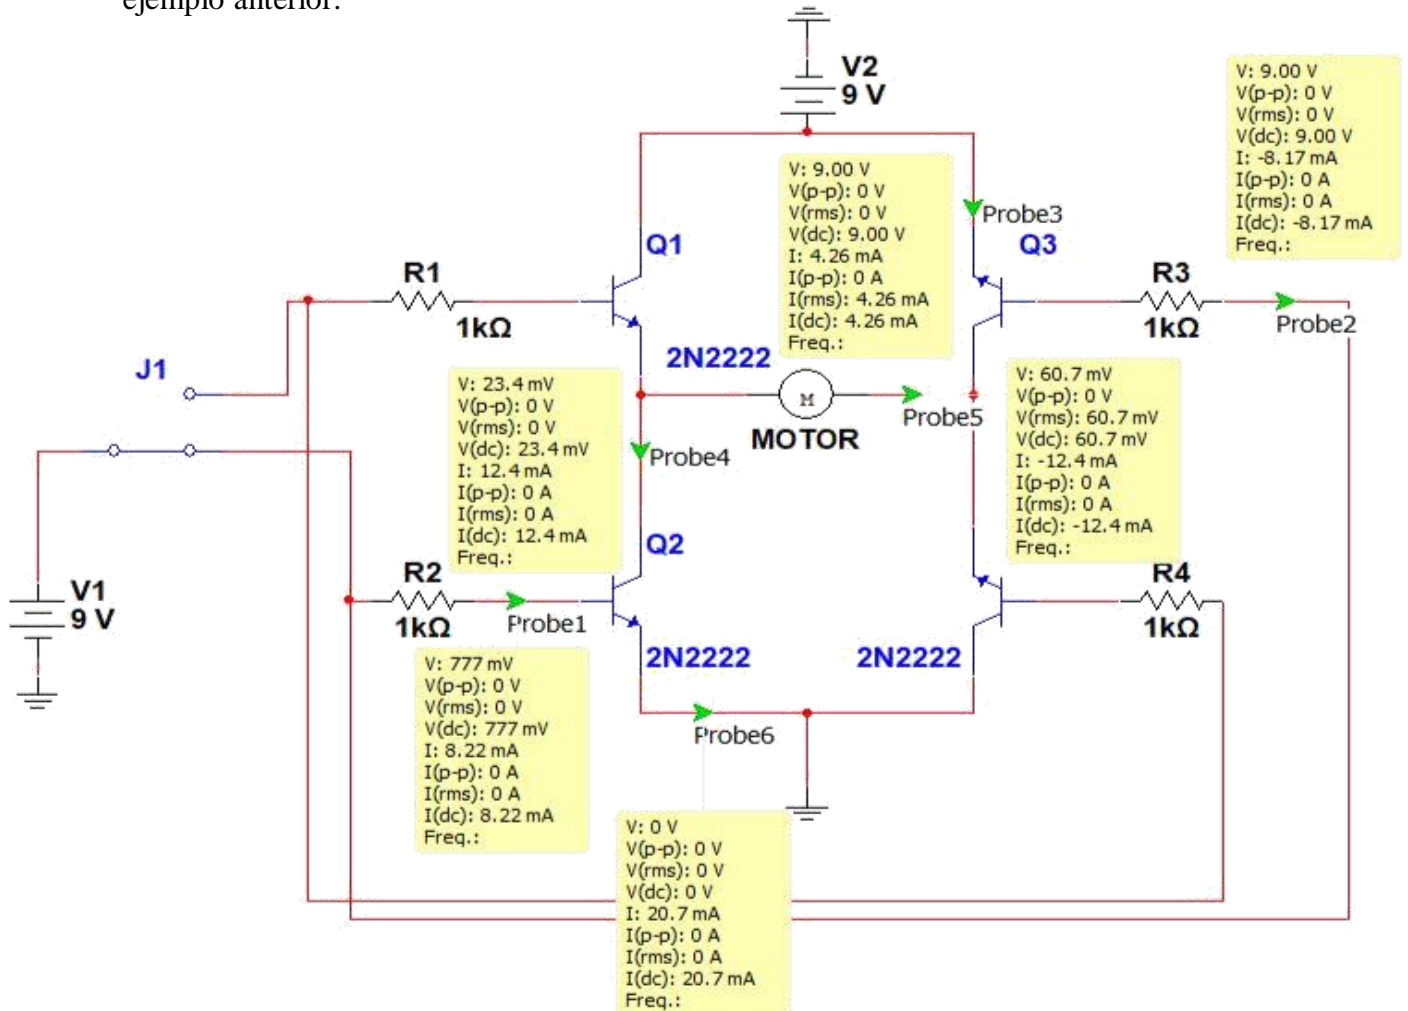 ejemplo anterior.
V2
9 V
V: 9.00 V
V(p-p): 0 V
V(rms): 0 V
V(dc): 9.00 V
I: -8.17 mA
I(p-p): 0 A
I(rms): 0 A
I(dc): -8.17 mA
Freq.:
V: 9.00 V
V(p-p): 0 V
V(rms): 0 V
V(dc): 9.00 V
I: 4.26 mA
I(p-p): 0 A
I(rms): 4.26 mA
I(dc): 4.26 mA
Freq.:
Probe3
Q1
Q3
R1
1kΩ
R3
1kΩ
Probe2
2N2222
J1
V: 23.4 mV
V(p-p): 0 V
V(rms): 0 V
V(dc): 23.4 mV
I: 12.4 mA
I(p-p): 0 A
I(rms): 0 A
I(dc): 12.4 mA
Freq.:
M
MOTOR
Probe5
Probe4
V: 60.7 mV
V(p-p): 0 V
V(rms): 60.7 mV
V(dc): 60.7 mV
I: -12.4 mA
I(p-p): 0 A
I(rms): 0 A
I(dc): -12.4 mA
Freq.:
Q2
V1
9 V
R2
1kΩ
Probe1
R4
1kΩ
2N2222
2N2222
V: 777 mV
V(p-p): 0 V
V(rms): 0 V
V(dc): 777 mV
I: 8.22 mA
I(p-p): 0 A
I(rms): 0 A
I(dc): 8.22 mA
Freq.:
Probe6
V: 0 V
V(p-p): 0 V
V(rms): 0 V
V(dc): 0 V
I: 20.7 mA
I(p-p): 0 A
I(rms): 0 A
I(dc): 20.7 mA
Freq.: